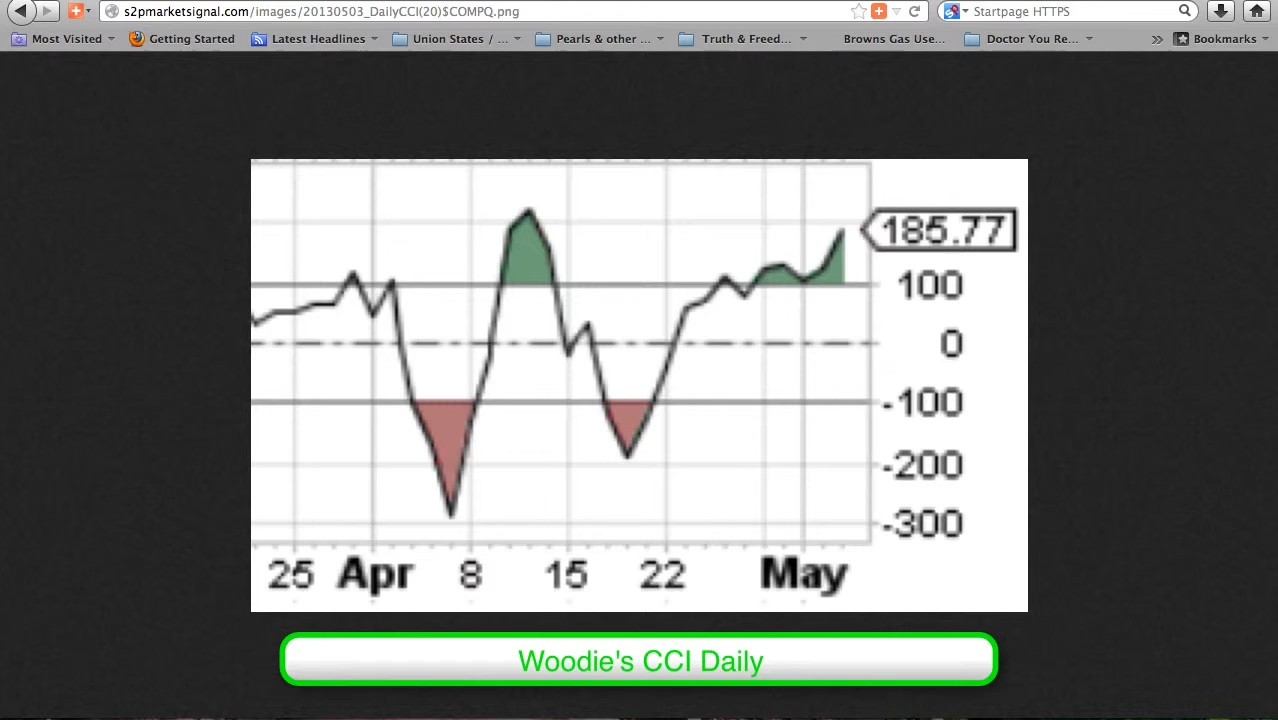 s2pmarketsignal.com/images/20130503_DailyCCI(20)$COMPQ.png
Startpage HTTPS
Most Visited
Getting Started
Latest Headlines
Union States / ...
Pearls & other ...
Truth & Freed...
Browns Gas Use...
Doctor You Re...
Bookmarks
185.77
100
0
-100
-200
-300
25 Apr 8 15 22 May
Woodie's CCI Daily